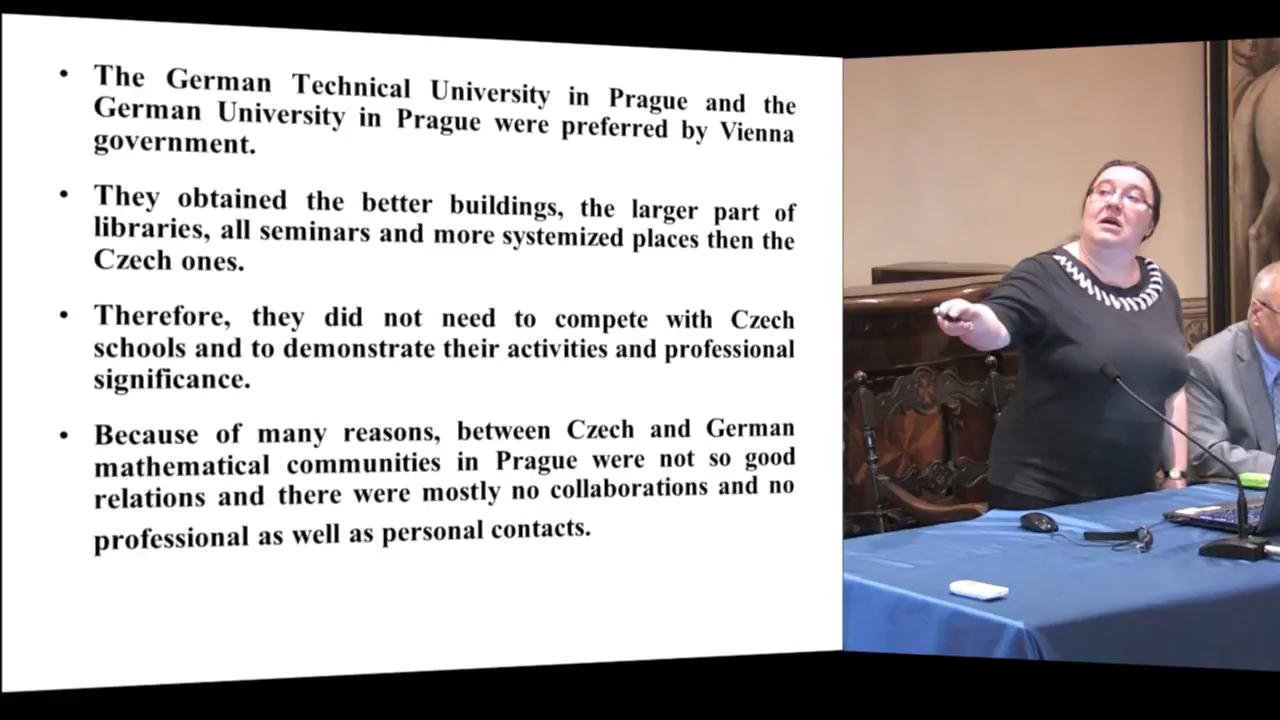 • The German Technical University in Prague and the
German University in Prague were preferred by Vienna
government.
• They obtained the better buildings, the larger part of
libraries, all seminars and more systemized places then the
Czech ones.
• Therefore, they did not need to compete with Czech
schools and to demonstrate their activities and professional
significance.
• Because of many reasons, between Czech and German
mathematical communities in Prague were not so good
relations and there were mostly no collaborations and no
professional as well as personal contacts.